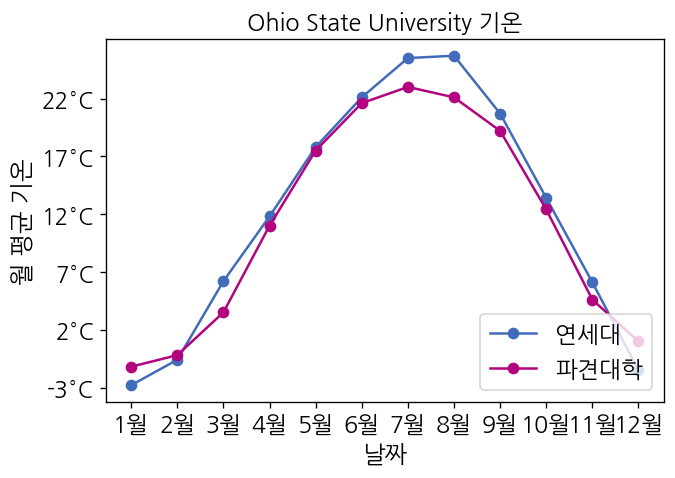 Ohio State University 기온
월 평균 기온
22˚C
17˚C
12˚C
7˚C
2˚C
-3˚C
연세대
파견대학
1월 2월 3월 4월 5월 6월 7월 8월 9월 10월 11월 12월
날짜